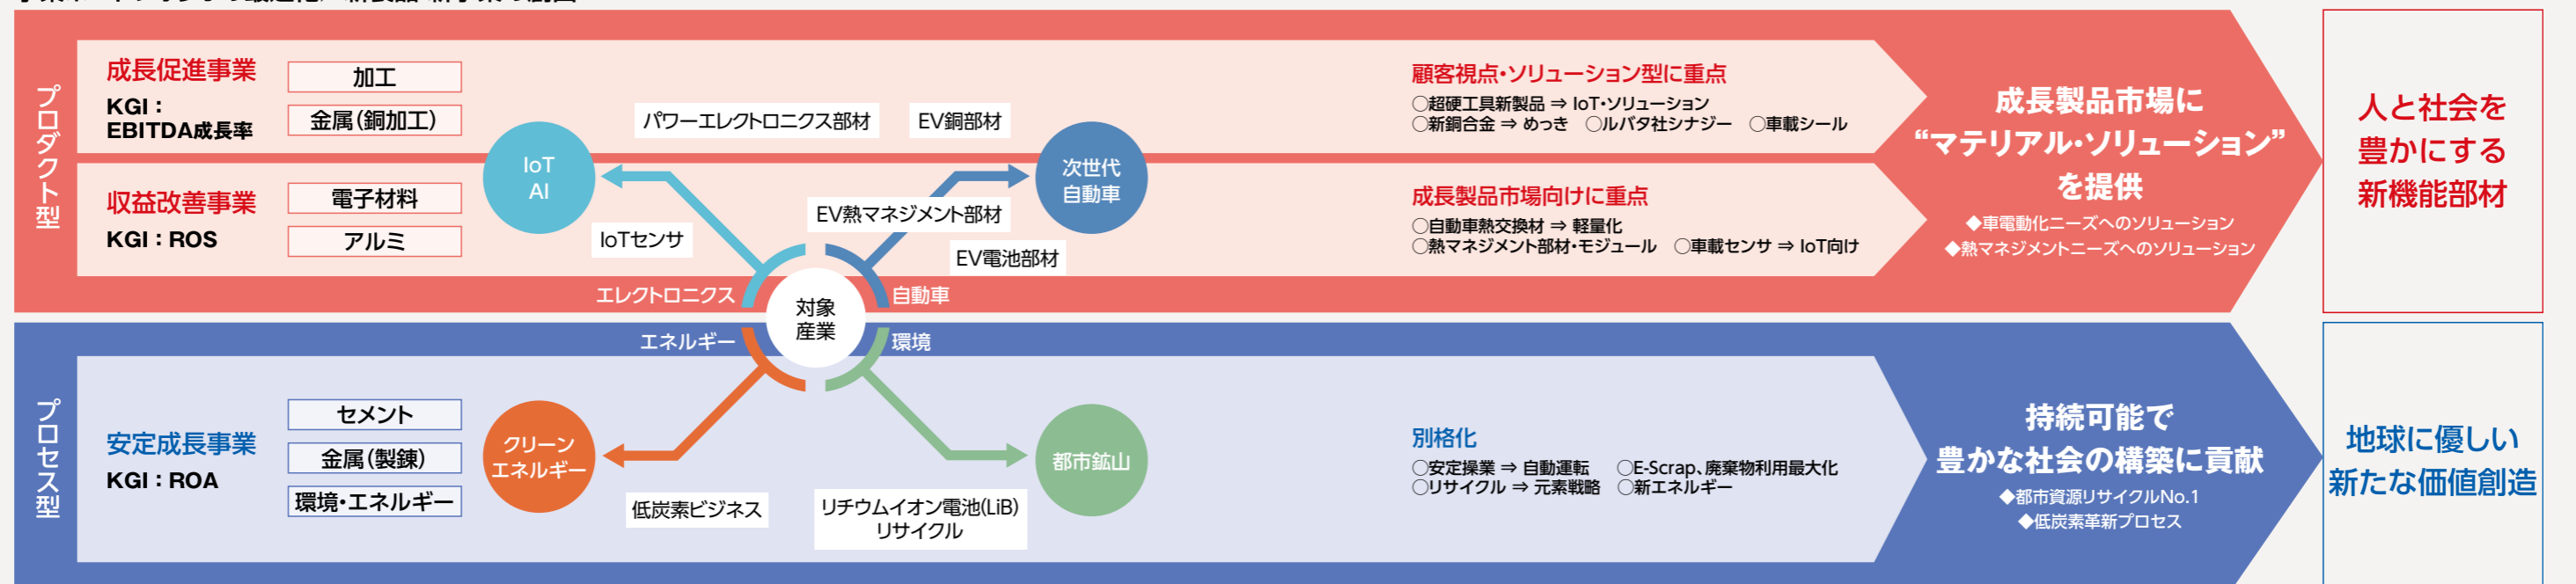 プロダクト型
成長促進事業
KGI：
EBITDA成長率
加工
金属（銅加工）
収益改善事業
KGI：ROS
電子材料
アルミ
IoT
AI
パワーエレクトロニクス部材
EV銅部材
次世代
自動車
EV熱マネジメント部材
IoTセンサ
EV電池部材
エレクトロニクス
自動車
対象
産業
エネルギー
環境
顧客視点・ソリューション型に重点
○超硬工具新製品 ⇒ IoT・ソリューション
○新銅合金 ⇒ めっき ○ルバタ社シナジー ○車載シール
成長製品市場向けに重点
○自動車熱交換材 ⇒ 軽量化
○熱マネジメント部材・モジュール ○車載センサ ⇒ IoT向け
成長製品市場に
“マテリアル・ソリューション”
を提供
◆車電動化ニーズへのソリューション
◆熱マネジメントニーズへのソリューション
人と社会を
豊かにする
新機能部材
プロセス型
安定成長事業
KGI：ROA
セメント
金属（製錬）
環境・エネルギー
クリーン
エネルギー
都市鉱山
低炭素ビジネス
リチウムイオン電池(LiB)
リサイクル
別格化
○安定操業 ⇒ 自動運転 ○E-Scrap、廃棄物利用最大化
○リサイクル ⇒ 元素戦略 ○新エネルギー
持続可能で
豊かな社会の構築に貢献
◆都市資源リサイクルNo.1
◆低炭素革新プロセス
地球に優しい
新たな価値創造